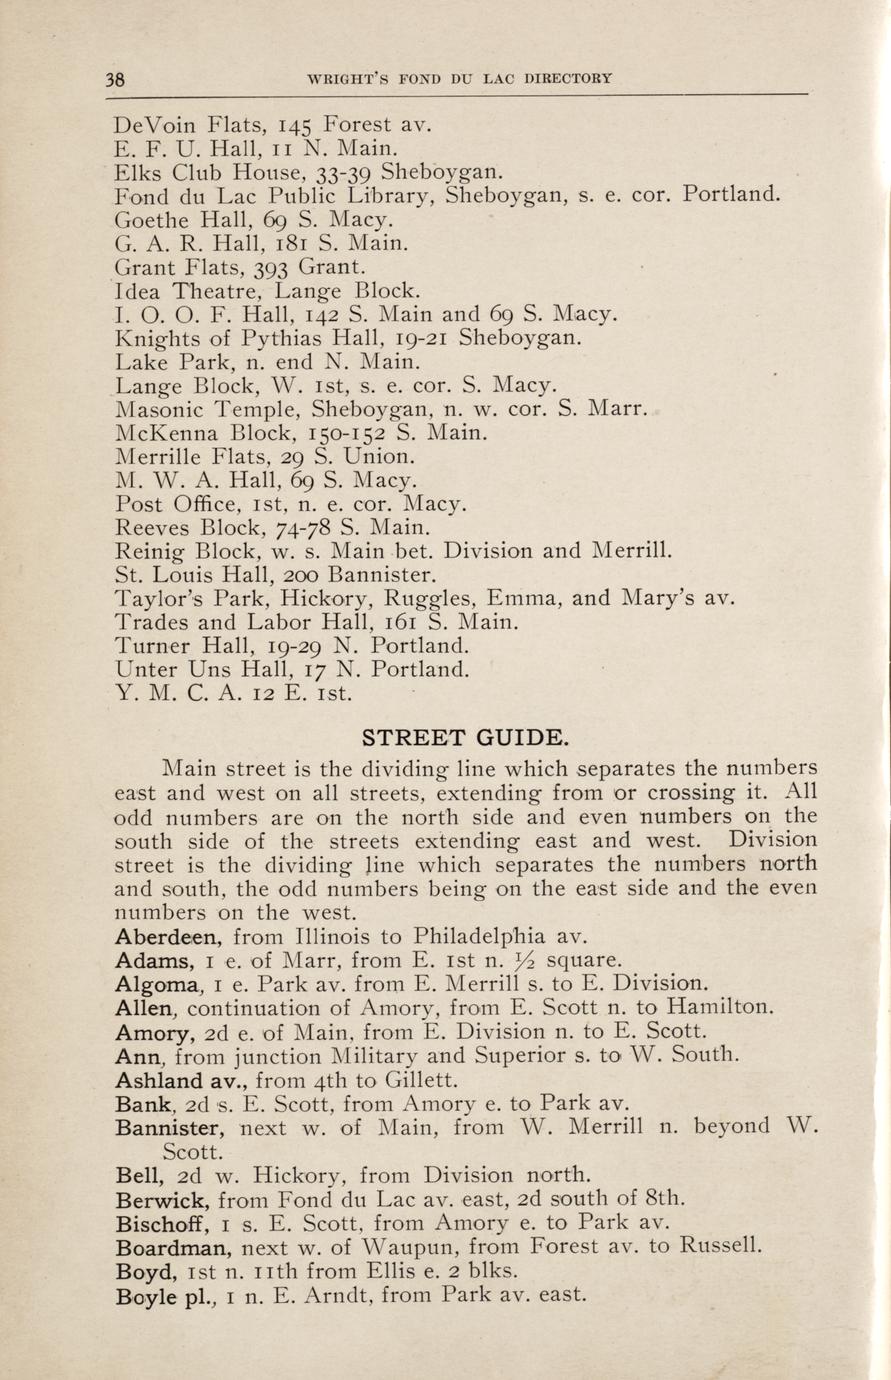 38 WRIGHT'S FOND DU LAC DIRECTORY
DeVoin Flats, 145 Forest av.
E. F. U. Hall, 11 N. Main.
Elks Club House, 33-39 Sheboygan.
Fond du Lac Public Library, Sheboygan, s. e. cor. Portland.
Goethe Hall, 69 S. Macy.
G. A. R. Hall, 181 S. Main.
Grant Flats, 393 Grant.
Idea Theatre, Lange Block.
I. O. O. F. Hall, 142 S. Main and 69 S. Macy.
Knights of Pythias Hall, 19-21 Sheboygan.
Lake Park, n. end N. Main.
Lange Block, W. 1st, s. e. cor. S. Macy.
Masonic Temple, Sheboygan, n. w. cor. S. Marr.
McKenna Block, 150-152 S. Main.
Merrille Flats, 29 S. Union.
M. W. A. Hall, 69 S. Macy.
Post Office, 1st, n. e. cor. Macy.
Reeves Block, 74-78 S. Main.
Reinig Block, w. s. Main bet. Division and Merrill.
St. Louis Hall, 200 Bannister.
Taylor's Park, Hickory, Ruggles, Emma, and Mary's av.
Trades and Labor Hall, 161 S. Main.
Turner Hall, 19-29 N. Portland.
Unter Uns Hall, 17 N. Portland.
Y. M. C. A. 12 E. 1st.
STREET GUIDE.
Main street is the dividing line which separates the numbers
east and west on all streets, extending from or crossing it. All
odd numbers are on the north side and even numbers on the
south side of the streets extending east and west. Division
street is the dividing line which separates the numbers north
and south, the odd numbers being on the east side and the even
numbers on the west.
Aberdeen, from Illinois to Philadelphia av.
Adams, 1 e. of Marr, from E. 1st n. ½ square.
Algoma, 1 e. Park av. from E. Merrill s. to E. Division.
Allen, continuation of Amory, from E. Scott n. to Hamilton.
Amory, 2d e. of Main, from E. Division n. to E. Scott.
Ann, from junction Military and Superior s. to W. South.
Ashland av., from 4th to Gillett.
Bank, 2d s. E. Scott, from Amory e. to Park av.
Bannister, next w. of Main, from W. Merrill n. beyond W.
Scott.
Bell, 2d w. Hickory, from Division north.
Berwick, from Fond du Lac av. east, 2d south of 8th.
Bischoff, 1 s. E. Scott, from Amory e. to Park av.
Boardman, next w. of Waupun, from Forest av. to Russell.
Boyd, 1st n. 11th from Ellis e. 2 blks.
Boyle pl., 1 n. E. Arndt, from Park av. east.